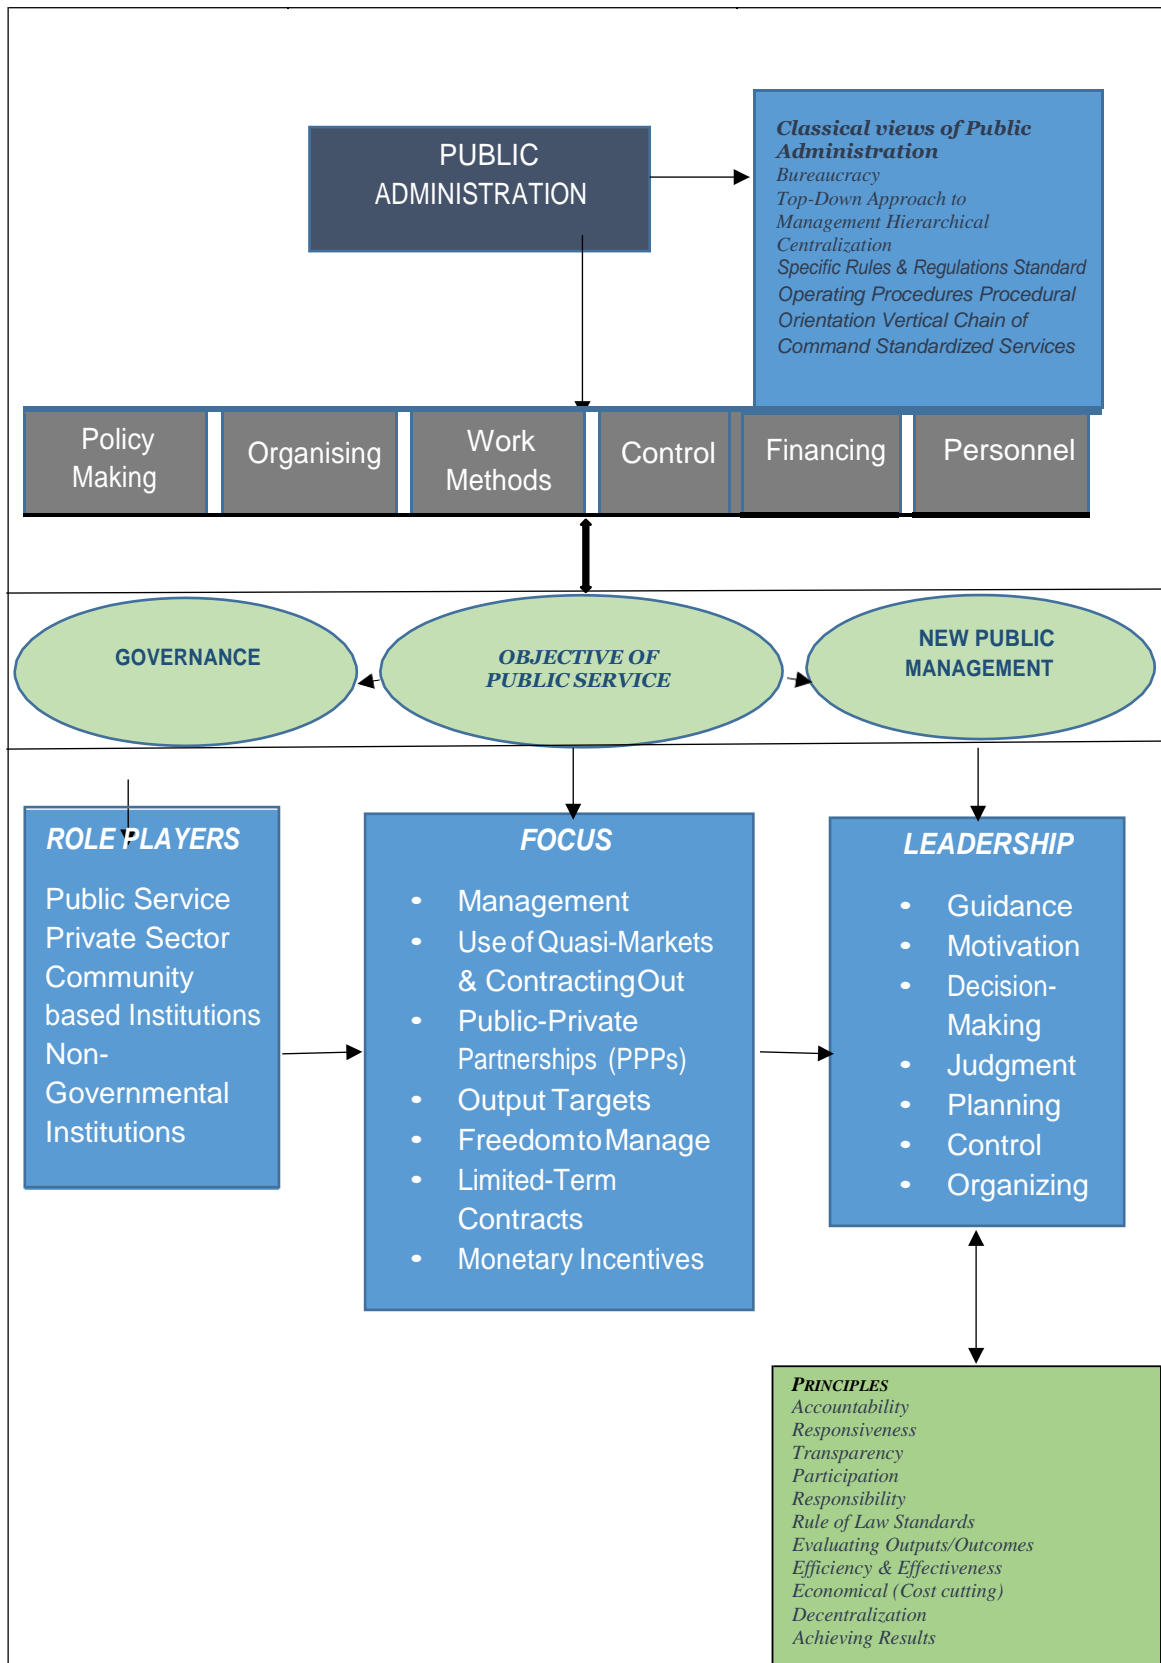 PUBLIC
ADMINISTRATION
Classical views of Public
Administration
Bureaucracy
Top-Down Approach to
Management Hierarchical
Centralization
Specific Rules & Regulations Standard
Operating Procedures Procedural
Orientation Vertical Chain of
Command Standardized Services
Policy
Making
Organising
Work
Methods
Control
Financing
Personnel
GOVERNANCE
OBJECTIVE OF
PUBLIC SERVICE
NEW PUBLIC
MANAGEMENT
ROLE PLAYERS
Public Service
Private Sector
Community
based Institutions
Non-
Governmental
Institutions
FOCUS
• Management
• Use of Quasi-Markets
& Contracting Out
• Public-Private
Partnerships (PPPs)
• Output Targets
• Freedom to Manage
• Limited-Term
Contracts
• Monetary Incentives
LEADERSHIP
• Guidance
• Motivation
• Decision-
Making
• Judgment
• Planning
• Control
• Organizing
PRINCIPLES
Accountability
Responsiveness
Transparency
Participation
Responsibility
Rule of Law Standards
Evaluating Outputs/Outcomes
Efficiency & Effectiveness
Economical (Cost cutting)
Decentralization
Achieving Results